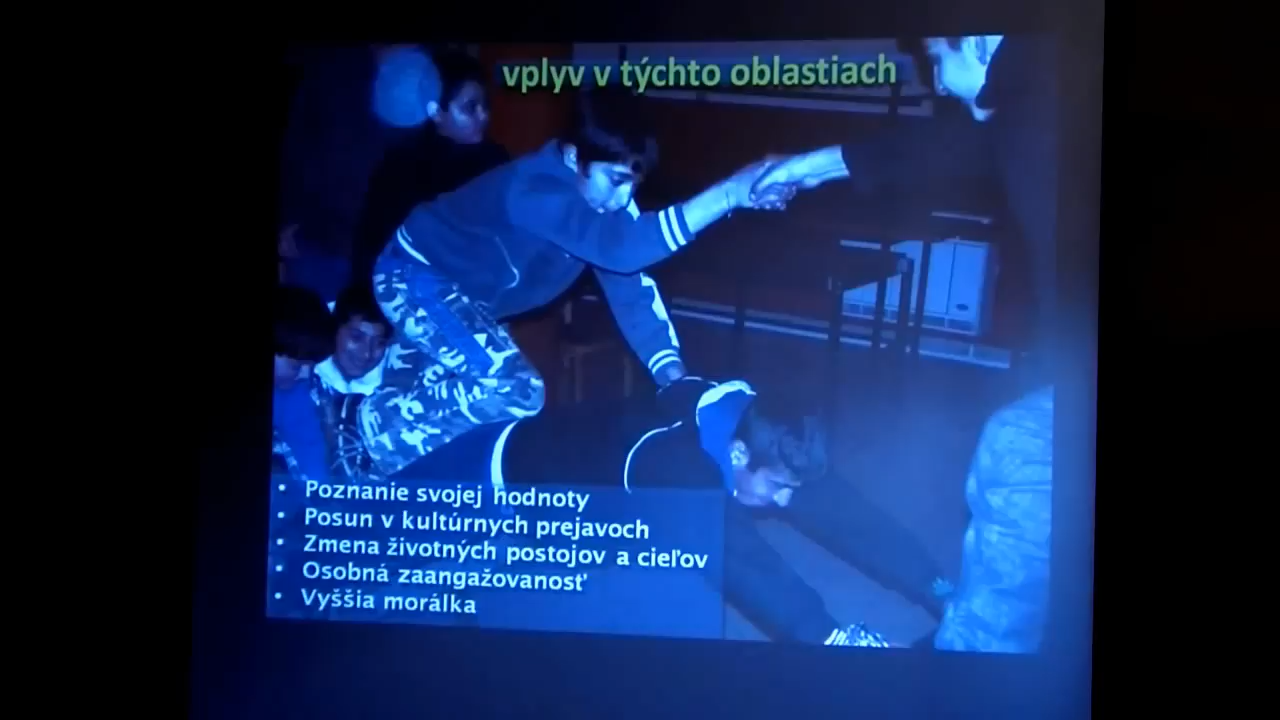 vplyv v týchto oblastiach
• Poznanie svojej hodnoty
• Posun v kultúrnych prejavoch
• Zmena životných postojov a cieľov
• Osobná zaangažovanosť
• Vyššia morálka